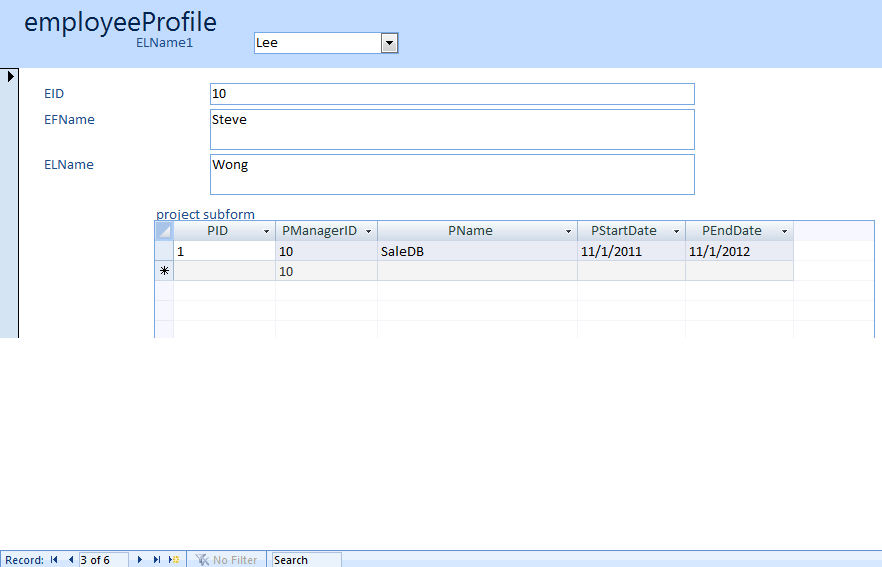 employeeProfile
ELName1 Lee
EID 10
EFName Steve
ELName Wong
project subform
PID PManagerID PName PStartDate PEndDate
1 10 SaleDB 11/1/2011 11/1/2012
10
Record: 3 of 6 No Filter Search